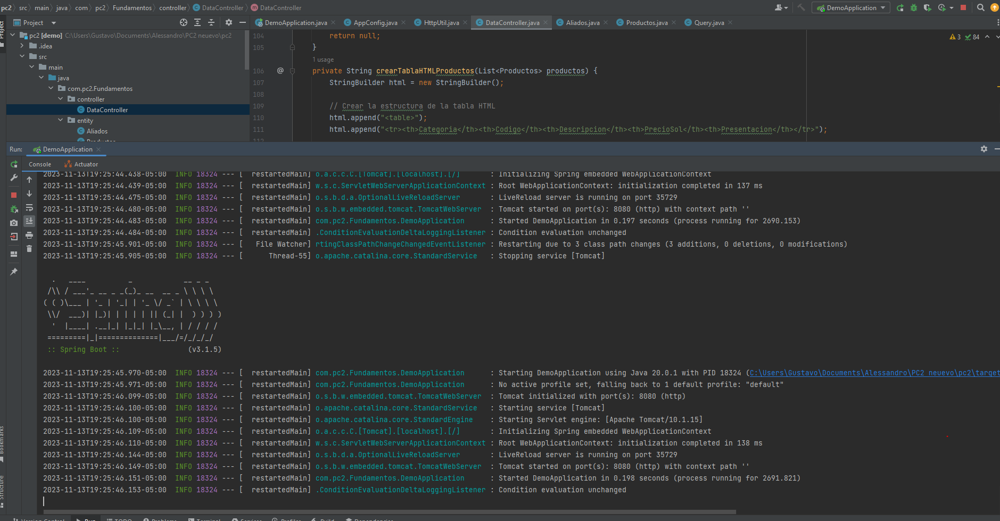 pc2 src main java com pc2 Fundamentos controller DataController DataController
DemoApplication
Project
DemoApplication.java AppConfig.java HttpUtil.java DataController.java Aliados.java Productos.java Query.java
pc2 [demo] C:\Users\Gustavo\Documents\Alessandro\PC2 neuevo\pc2
.idea
src
main
java
com.pc2.Fundamentos
controller
DataController
entity
Aliados
Productos
3 84
104 return null;
105 }
1 usage
106 @ private String crearTablaHTMLProductos(List<Productos> productos) {
107 StringBuilder html = new StringBuilder();
108
109 // Crear la estructura de la tabla HTML
110 html.append("<table>");
111 html.append("<tr><th>Categoria</th><th>Codigo</th><th>Descripcion</th><th>PrecioSol</th><th>Presentacion</th></tr>");
112
Run: DemoApplication
Console Actuator
2023-11-13T19:25:44.438-05:00 INFO 18324 --- [ restartedMain] o.a.c.c.C.[Tomcat].[localhost].[/] : Initializing Spring embedded WebApplicationContext
2023-11-13T19:25:44.439-05:00 INFO 18324 --- [ restartedMain] w.s.c.ServletWebServerApplicationContext : Root WebApplicationContext: initialization completed in 137 ms
2023-11-13T19:25:44.475-05:00 INFO 18324 --- [ restartedMain] o.s.b.d.a.OptionalLiveReloadServer : LiveReload server is running on port 35729
2023-11-13T19:25:44.480-05:00 INFO 18324 --- [ restartedMain] o.s.b.w.embedded.tomcat.TomcatWebServer : Tomcat started on port(s): 8080 (http) with context path ''
2023-11-13T19:25:44.483-05:00 INFO 18324 --- [ restartedMain] com.pc2.Fundamentos.DemoApplication : Started DemoApplication in 0.197 seconds (process running for 2690.153)
2023-11-13T19:25:44.484-05:00 INFO 18324 --- [ restartedMain] .ConditionEvaluationDeltaLoggingListener : Condition evaluation unchanged
2023-11-13T19:25:45.901-05:00 INFO 18324 --- [ File Watcher] rtingClassPathChangeChangedEventListener : Restarting due to 3 class path changes (3 additions, 0 deletions, 0 modifications)
2023-11-13T19:25:45.905-05:00 INFO 18324 --- [ Thread-55] o.apache.catalina.core.StandardService : Stopping service [Tomcat]
  .   ____          _            __ _ _
 /\\ / ___'_ __ _ _(_)_ __  __ _ \ \ \ \
( ( )\___ | '_ | '_| | '_ \/ _` | \ \ \ \
 \\/  ___)| |_)| | | | | || (_| |  ) ) ) )
  '  |____| .__|_| |_|_| |_\__, | / / / /
 =========|_|==============|___/=/_/_/_/
 :: Spring Boot :: (v3.1.5)
2023-11-13T19:25:45.970-05:00 INFO 18324 --- [ restartedMain] com.pc2.Fundamentos.DemoApplication : Starting DemoApplication using Java 20.0.1 with PID 18324 (C:\Users\Gustavo\Documents\Alessandro\PC2 neuevo\pc2\target
2023-11-13T19:25:45.971-05:00 INFO 18324 --- [ restartedMain] com.pc2.Fundamentos.DemoApplication : No active profile set, falling back to 1 default profile: "default"
2023-11-13T19:25:46.099-05:00 INFO 18324 --- [ restartedMain] o.s.b.w.embedded.tomcat.TomcatWebServer : Tomcat initialized with port(s): 8080 (http)
2023-11-13T19:25:46.100-05:00 INFO 18324 --- [ restartedMain] o.apache.catalina.core.StandardService : Starting service [Tomcat]
2023-11-13T19:25:46.100-05:00 INFO 18324 --- [ restartedMain] o.apache.catalina.core.StandardEngine : Starting Servlet engine: [Apache Tomcat/10.1.15]
2023-11-13T19:25:46.109-05:00 INFO 18324 --- [ restartedMain] o.a.c.c.C.[Tomcat].[localhost].[/] : Initializing Spring embedded WebApplicationContext
2023-11-13T19:25:46.110-05:00 INFO 18324 --- [ restartedMain] w.s.c.ServletWebServerApplicationContext : Root WebApplicationContext: initialization completed in 138 ms
2023-11-13T19:25:46.144-05:00 INFO 18324 --- [ restartedMain] o.s.b.d.a.OptionalLiveReloadServer : LiveReload server is running on port 35729
2023-11-13T19:25:46.149-05:00 INFO 18324 --- [ restartedMain] o.s.b.w.embedded.tomcat.TomcatWebServer : Tomcat started on port(s): 8080 (http) with context path ''
2023-11-13T19:25:46.151-05:00 INFO 18324 --- [ restartedMain] com.pc2.Fundamentos.DemoApplication : Started DemoApplication in 0.198 seconds (process running for 2691.821)
2023-11-13T19:25:46.153-05:00 INFO 18324 --- [ restartedMain] .ConditionEvaluationDeltaLoggingListener : Condition evaluation unchanged
Project
Bookmarks
Structure
Version Control Run TODO Problems Terminal Services Profiler Build Dependencies